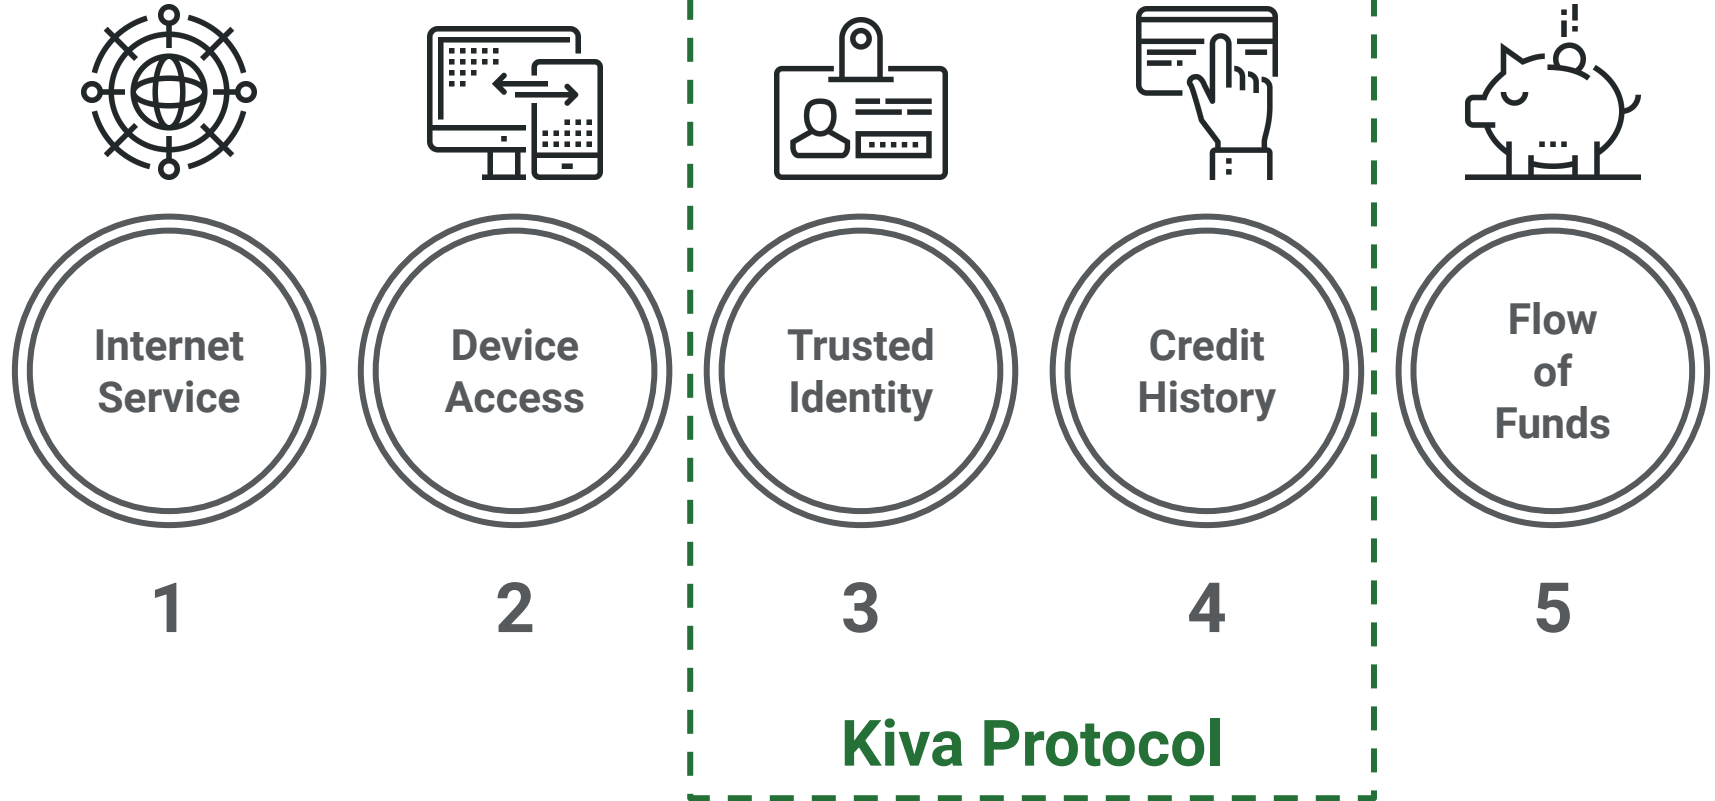 Internet
Service
Device
Access
Trusted
Identity
Credit
History
Flow
of
Funds
1
2
3
4
5
Kiva Protocol